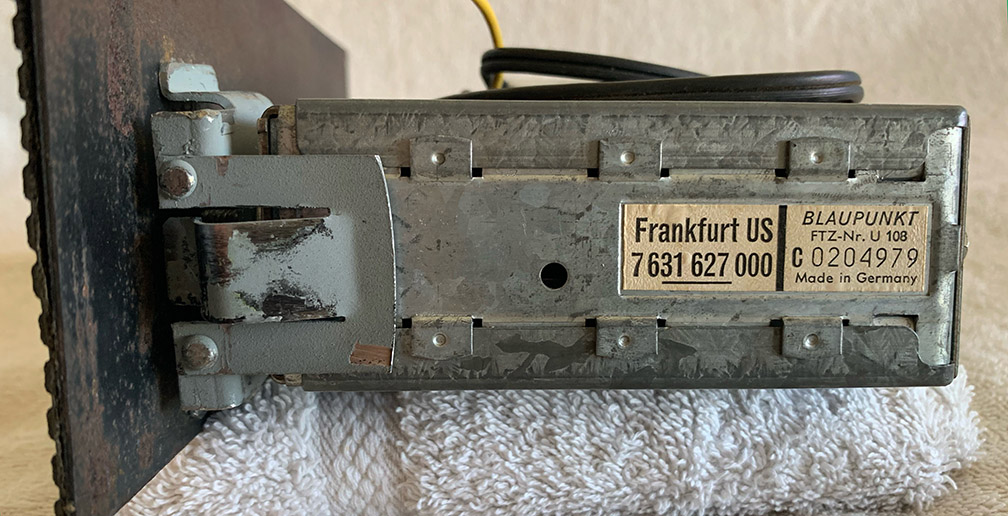 Frankfurt US
7 631 627 000
BLAUPUNKT
FTZ-Nr. U 108
C 0204979
Made in Germany